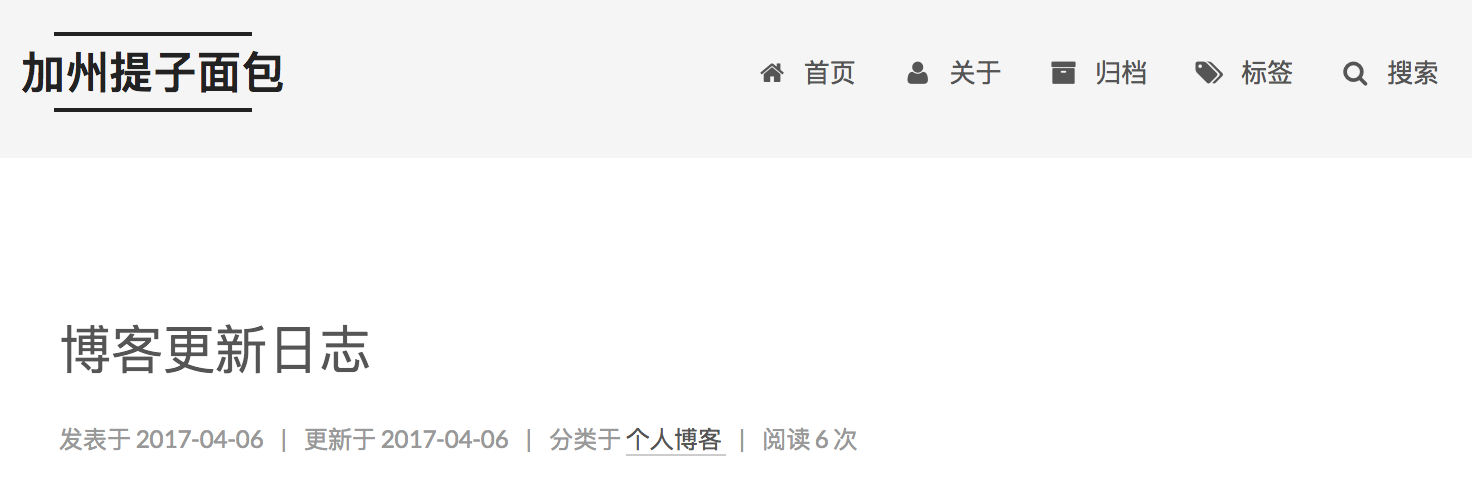 加州提子面包
首页 关于 归档 标签 搜索
博客更新日志
发表于 2017-04-06 | 更新于 2017-04-06 | 分类于 个人博客 | 阅读 6 次